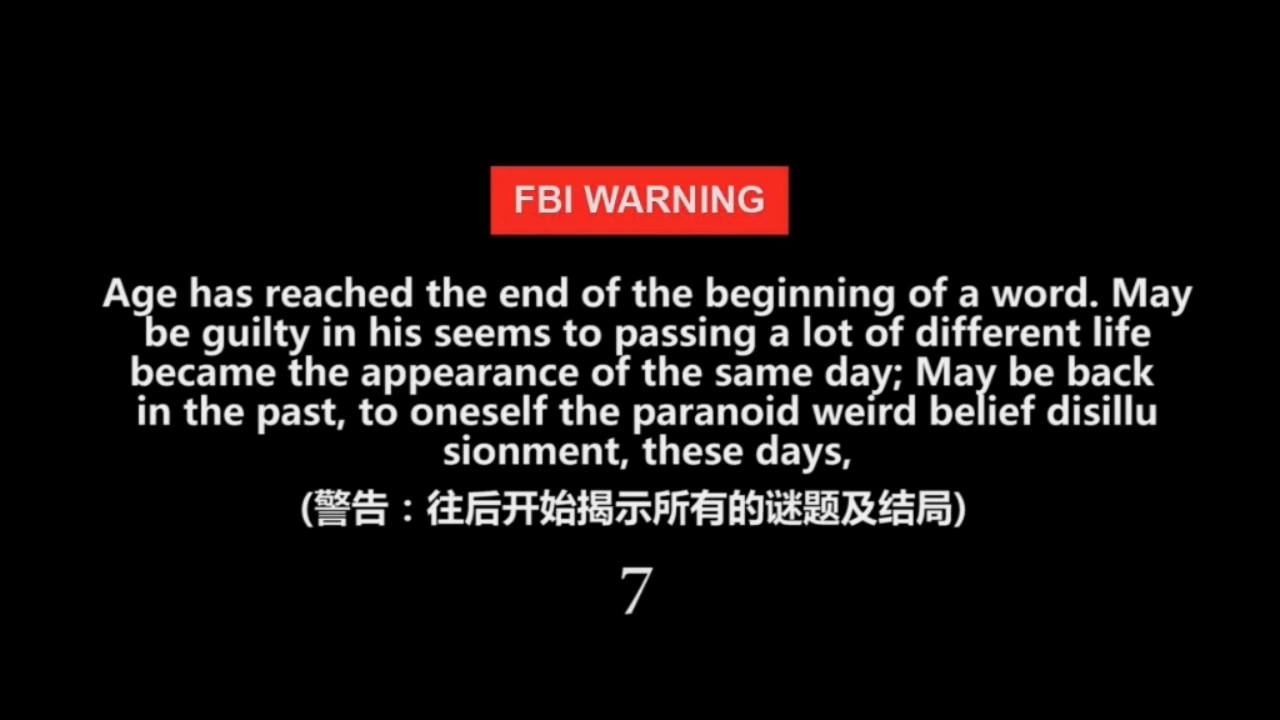 FBI WARNING
Age has reached the end of the beginning of a word. May
be guilty in his seems to passing a lot of different life
became the appearance of the same day; May be back
in the past, to oneself the paranoid weird belief disillu
sionment, these days,
(警告：往后开始揭示所有的谜题及结局)
7